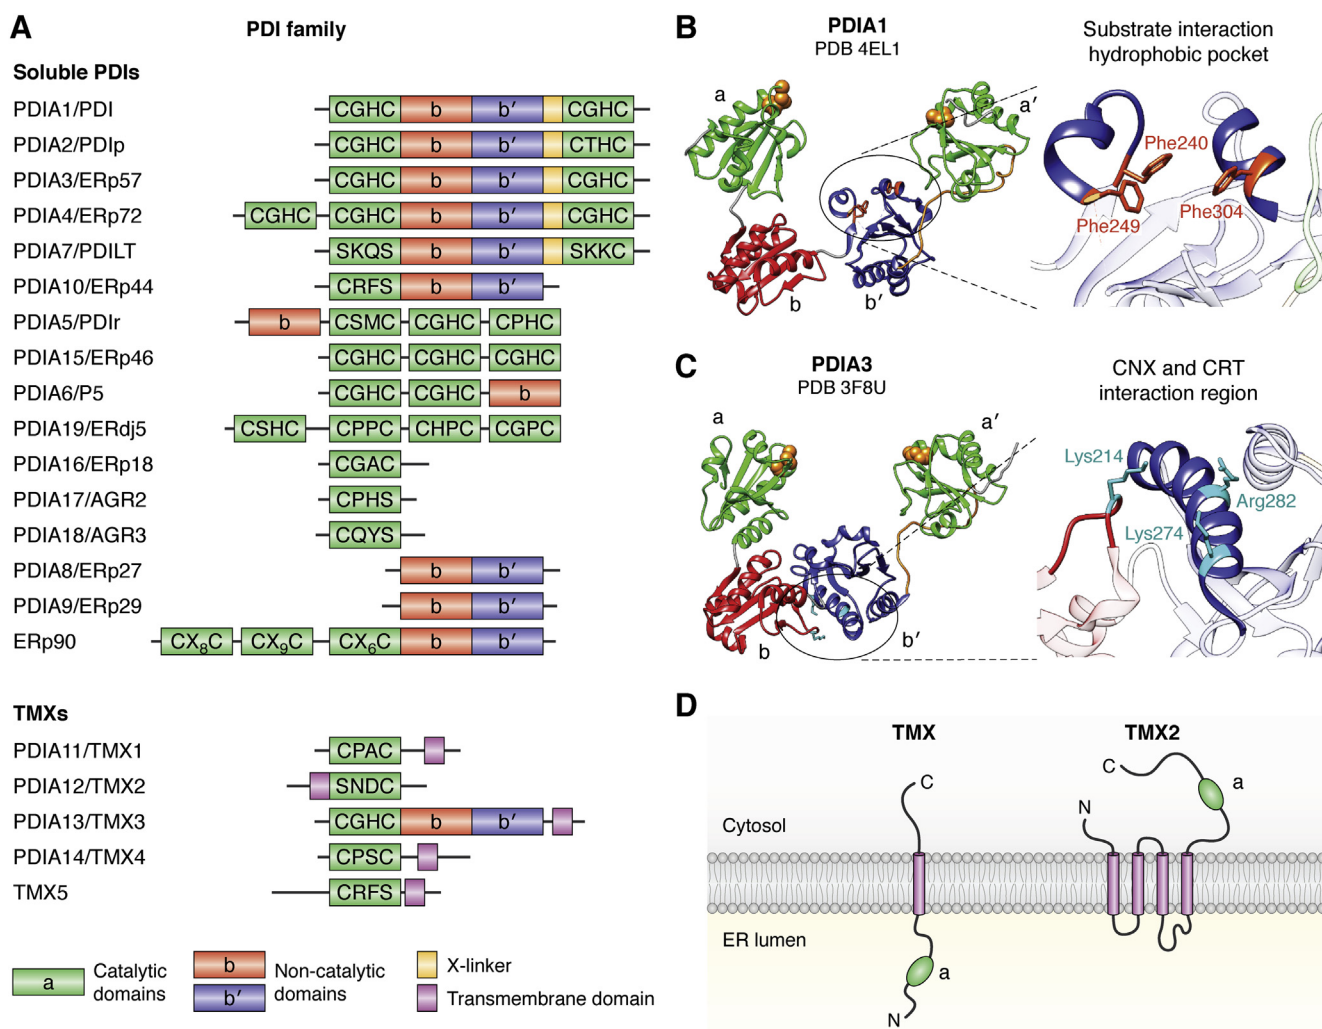 A
PDI family
Soluble PDIs
PDIA1/PDI CGHC b b′ CGHC
PDIA2/PDIp CGHC b b′ CTHC
PDIA3/ERp57 CGHC b b′ CGHC
PDIA4/ERp72 CGHC CGHC b b′ CGHC
PDIA7/PDILT SKQS b b′ SKKC
PDIA10/ERp44 CRFS b b′
PDIA5/PDIr b CSMC CGHC CPHC
PDIA15/ERp46 CGHC CGHC CGHC
PDIA6/P5 CGHC CGHC b
PDIA19/ERdj5 CSHC CPPC CHPC CGPC
PDIA16/ERp18 CGAC
PDIA17/AGR2 CPHS
PDIA18/AGR3 CQYS
PDIA8/ERp27 b b′
PDIA9/ERp29 b b′
ERp90 CX8C CX9C CX6C b b′
TMXs
PDIA11/TMX1 CPAC
PDIA12/TMX2 SNDC
PDIA13/TMX3 CGHC b b′
PDIA14/TMX4 CPSC
TMX5 CRFS
a Catalytic
domains
b
b′
Non-catalytic
domains
X-linker
Transmembrane domain
B
PDIA1
PDB 4EL1
a
a′
b
b′
Substrate interaction
hydrophobic pocket
Phe240
Phe249
Phe304
C
PDIA3
PDB 3F8U
a
a′
b
b′
CNX and CRT
interaction region
Lys214
Arg282
Lys274
D
TMX
TMX2
C
C
a
N
Cytosol
ER lumen
a
N